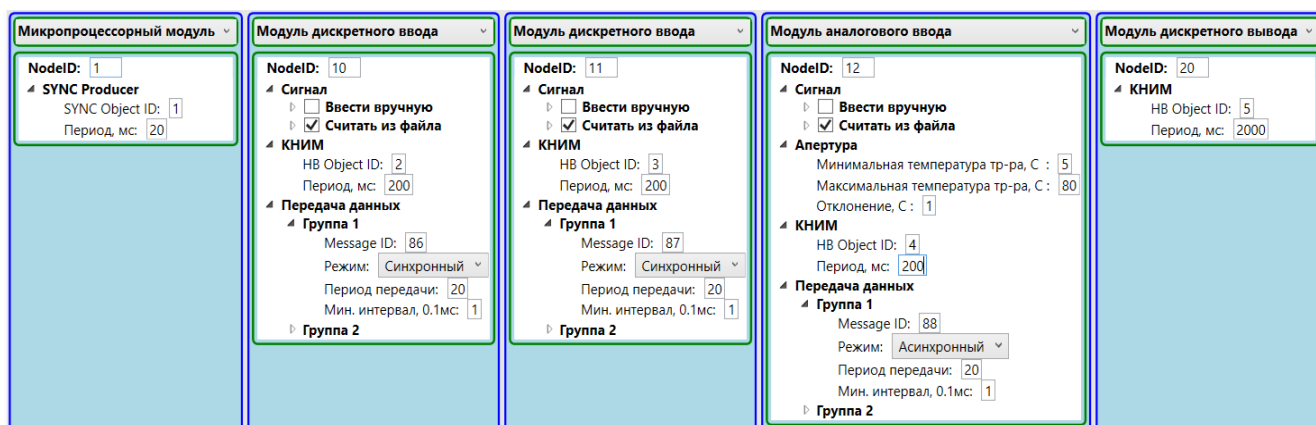 Микропроцессорный модуль
NodeID: 1
SYNC Producer
SYNC Object ID: 1
Период, мс: 20
Модуль дискретного ввода
NodeID: 10
Сигнал
Ввести вручную
Считать из файла
КНИМ
HB Object ID: 2
Период, мс: 200
Передача данных
Группа 1
Message ID: 86
Режим: Синхронный
Период передачи: 20
Мин. интервал, 0.1мс: 1
Группа 2
Модуль дискретного ввода
NodeID: 11
Сигнал
Ввести вручную
Считать из файла
КНИМ
HB Object ID: 3
Период, мс: 200
Передача данных
Группа 1
Message ID: 87
Режим: Синхронный
Период передачи: 20
Мин. интервал, 0.1мс: 1
Группа 2
Модуль аналогового ввода
NodeID: 12
Сигнал
Ввести вручную
Считать из файла
Апертура
Минимальная температура тр-ра, С : 5
Максимальная температура тр-ра, С : 80
Отклонение, С : 1
КНИМ
HB Object ID: 4
Период, мс: 200
Передача данных
Группа 1
Message ID: 88
Режим: Асинхронный
Период передачи: 20
Мин. интервал, 0.1мс: 1
Группа 2
Модуль дискретного вывода
NodeID: 20
КНИМ
HB Object ID: 5
Период, мс: 2000